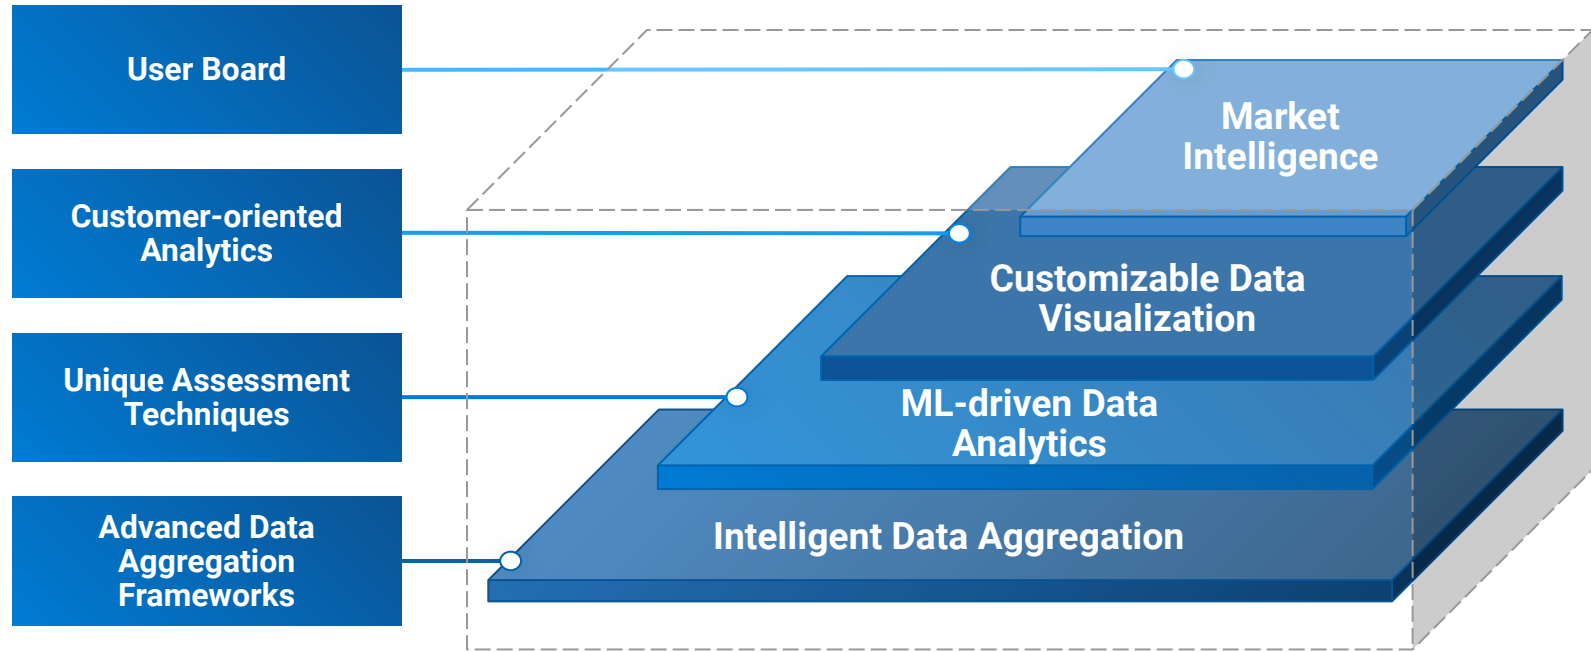 User Board
Market
Intelligence
Customer-oriented
Analytics
Customizable Data
Visualization
Unique Assessment
Techniques
ML-driven Data
Analytics
Advanced Data
Aggregation
Frameworks
Intelligent Data Aggregation